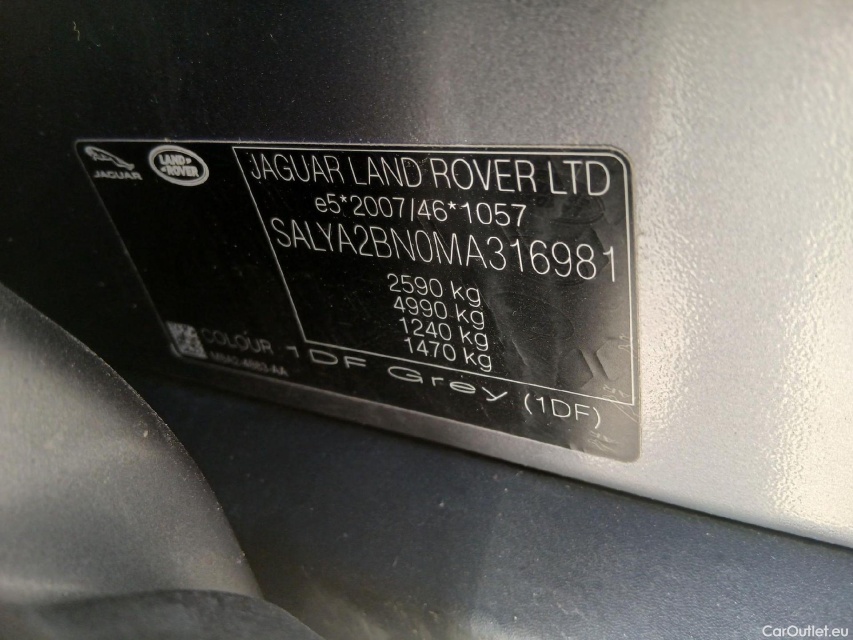 JAGUAR
LAND ROVER
JAGUAR LAND ROVER LTD
e5*2007/46*1057
SALYA2BN0MA316981
2590 kg
4990 kg
1240 kg
1470 kg
COLOUR 1DF Grey (1DF)
CarOutlet.eu